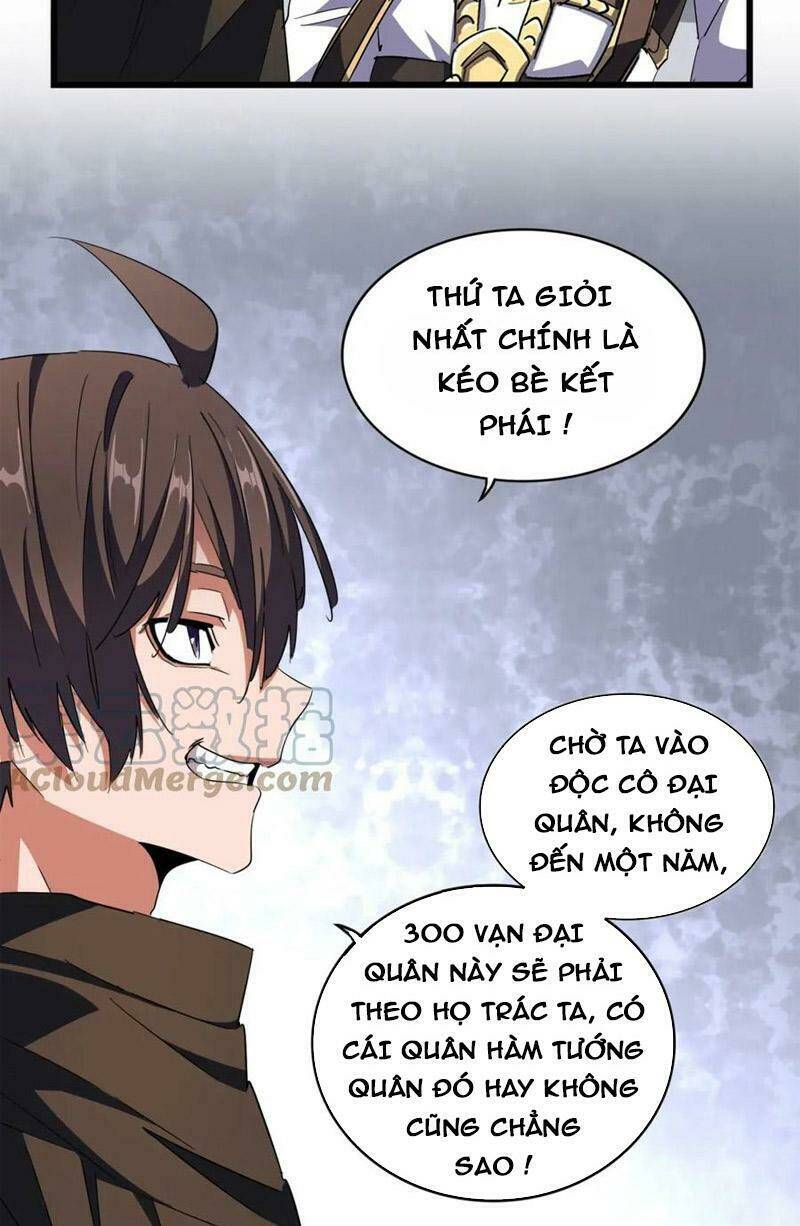 THỨ TA GIỎI
NHẤT CHÍNH LÀ
KÉO BÈ KẾT
PHÁI !
CHỜ TA VÀO
ĐỘC CÔ ĐẠI
QUÂN, KHÔNG
ĐẾN MỘT NĂM,
300 VẠN ĐẠI
QUÂN NÀY SẼ PHẢI
THEO HỌ TRÁC TA, CÓ
CÁI QUÂN HÀM TƯỚNG
QUÂN ĐÓ HAY KHÔNG
CŨNG CHẲNG
SAO !
数据
ACloudMerge.com